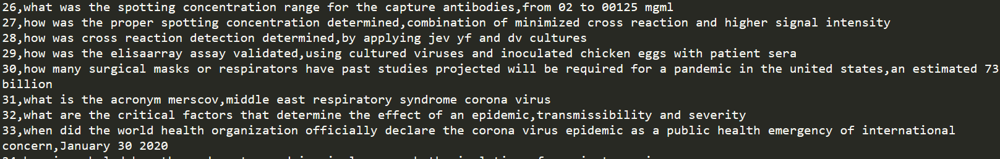 26,what was the spotting concentration range for the capture antibodies,from 02 to 00125 mgml
27,how was the proper spotting concentration determined,combination of minimized cross reaction and higher signal intensity
28,how was cross reaction detection determined,by applying jev yf and dv cultures
29,how was the elisaarray assay validated,using cultured viruses and inoculated chicken eggs with patient sera
30,how many surgical masks or respirators have past studies projected will be required for a pandemic in the united states,an estimated 73
billion
31,what is the acronym merscov,middle east respiratory syndrome corona virus
32,what are the critical factors that determine the effect of an epidemic,transmissibility and severity
33,when did the world health organization officially declare the corona virus epidemic as a public health emergency of international
concern,January 30 2020